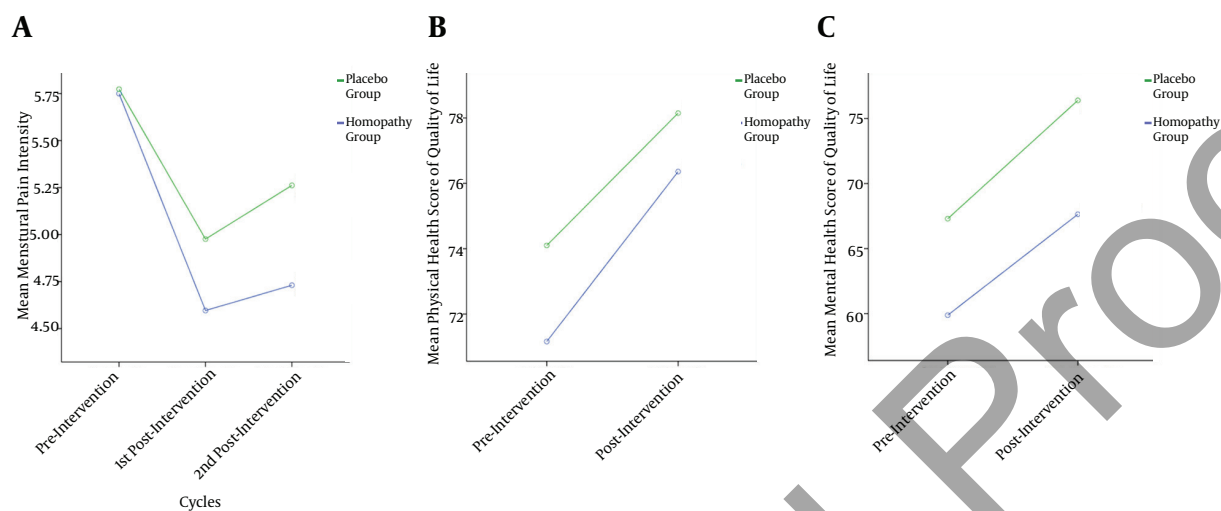 A
Mean Menstural Pain Intensity
5.75
5.50
5.25
5.00
4.75
4.50
Placebo
Group
Homopathy
Group
Pre-Intervention
1st Post-Intervention
2nd Post-Intervention
Cycles
B
Mean Physical Health Score of Quality of Life
78
76
74
72
Placebo
Group
Homopathy
Group
Pre-Intervention
Post-Intervention
C
Mean Mental Health Score of Quality of Life
75
70
65
60
Placebo
Group
Homopathy
Group
Pre-Intervention
Post-Intervention